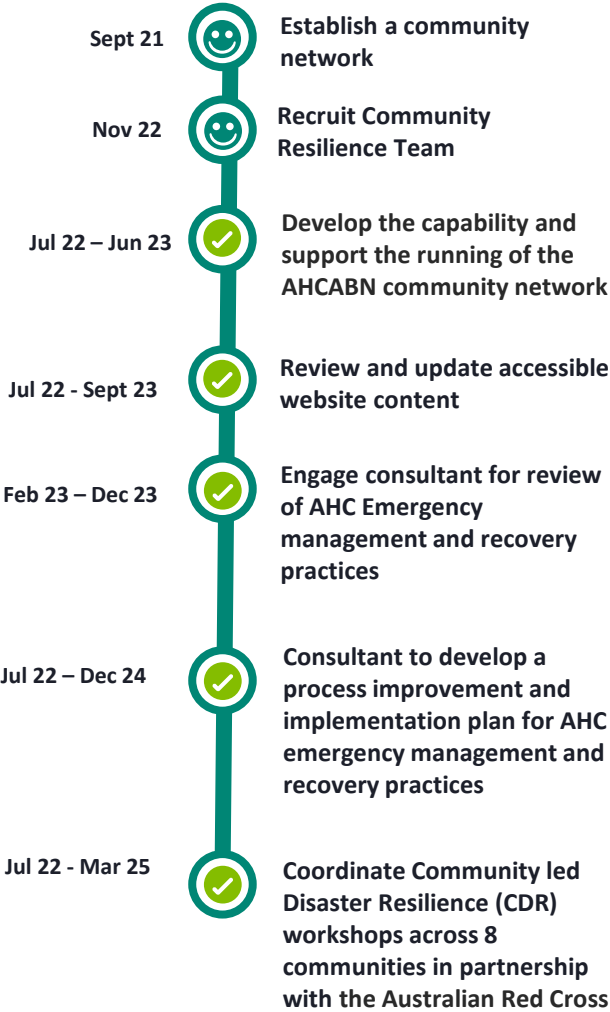 Sept 21
Establish a community
network
Nov 22
Recruit Community
Resilience Team
Jul 22 – Jun 23
Develop the capability and
support the running of the
AHCABN community network
Jul 22 - Sept 23
Review and update accessible
website content
Feb 23 – Dec 23
Engage consultant for review
of AHC Emergency
management and recovery
practices
Jul 22 – Dec 24
Consultant to develop a
process improvement and
implementation plan for AHC
emergency management and
recovery practices
Jul 22 - Mar 25
Coordinate Community led
Disaster Resilience (CDR)
workshops across 8
communities in partnership
with the Australian Red Cross